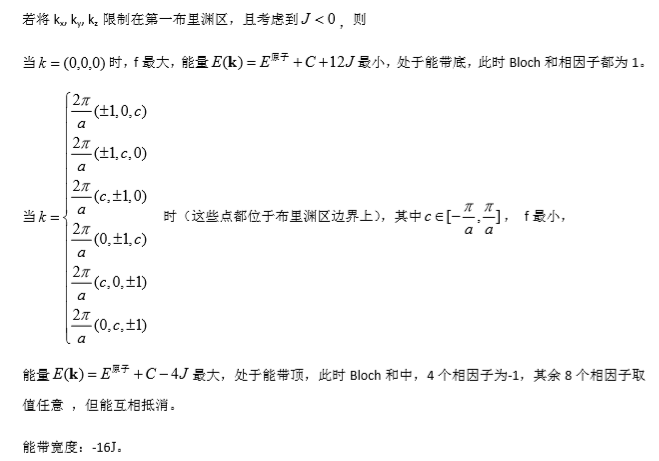 若将 kx, ky, kz 限制在第一布里渊区，且考虑到 J < 0，则
当 k = (0,0,0) 时，f 最大，能量 E(k) = E^原子 + C + 12J 最小，处于能带底，此时 Bloch 和相因子都为 1。
当 k = { 2π/a (±1,0,c)
2π/a (±1,c,0)
2π/a (c,±1,0)
2π/a (0,±1,c)
2π/a (c,0,±1)
2π/a (0,c,±1)
时（这些点都位于布里渊区边界上），其中 c ∈ [-π/a, π/a]， f 最小，
能量 E(k) = E^原子 + C − 4J 最大，处于能带顶，此时 Bloch 和中，4 个相因子为-1，其余 8 个相因子取
值任意 ，但能互相抵消。
能带宽度：-16J。